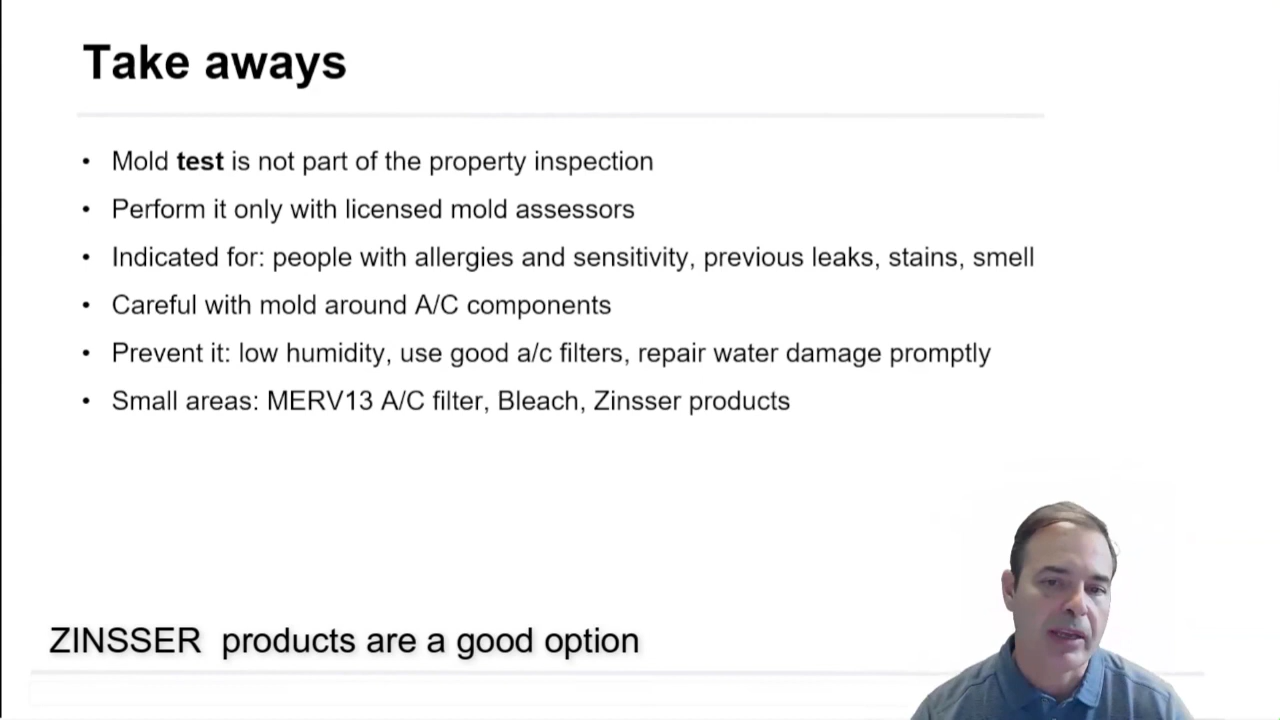 Take aways
• Mold test is not part of the property inspection
• Perform it only with licensed mold assessors
• Indicated for: people with allergies and sensitivity, previous leaks, stains, smell
• Careful with mold around A/C components
• Prevent it: low humidity, use good a/c filters, repair water damage promptly
• Small areas: MERV13 A/C filter, Bleach, Zinsser products
ZINSSER products are a good option